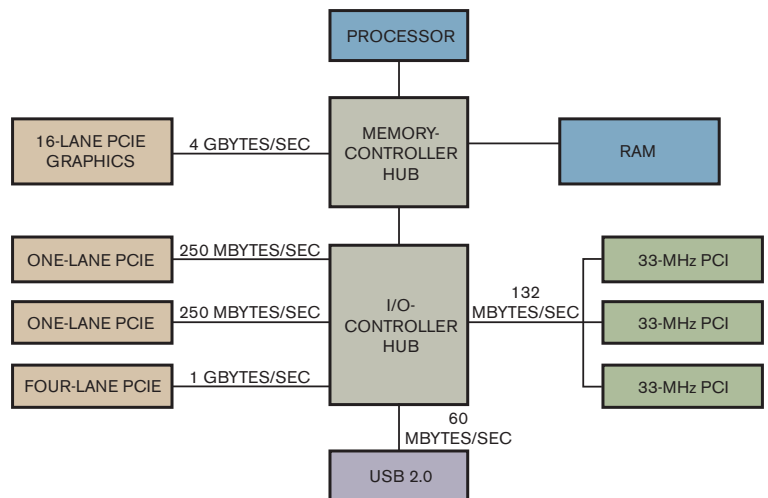 PROCESSOR
16-LANE PCIE
GRAPHICS
4 GBYTES/SEC
MEMORY-
CONTROLLER
HUB
RAM
ONE-LANE PCIE
250 MBYTES/SEC
ONE-LANE PCIE
250 MBYTES/SEC
FOUR-LANE PCIE
1 GBYTES/SEC
I/O-
CONTROLLER
HUB
132
MBYTES/SEC
33-MHz PCI
33-MHz PCI
33-MHz PCI
60
MBYTES/SEC
USB 2.0